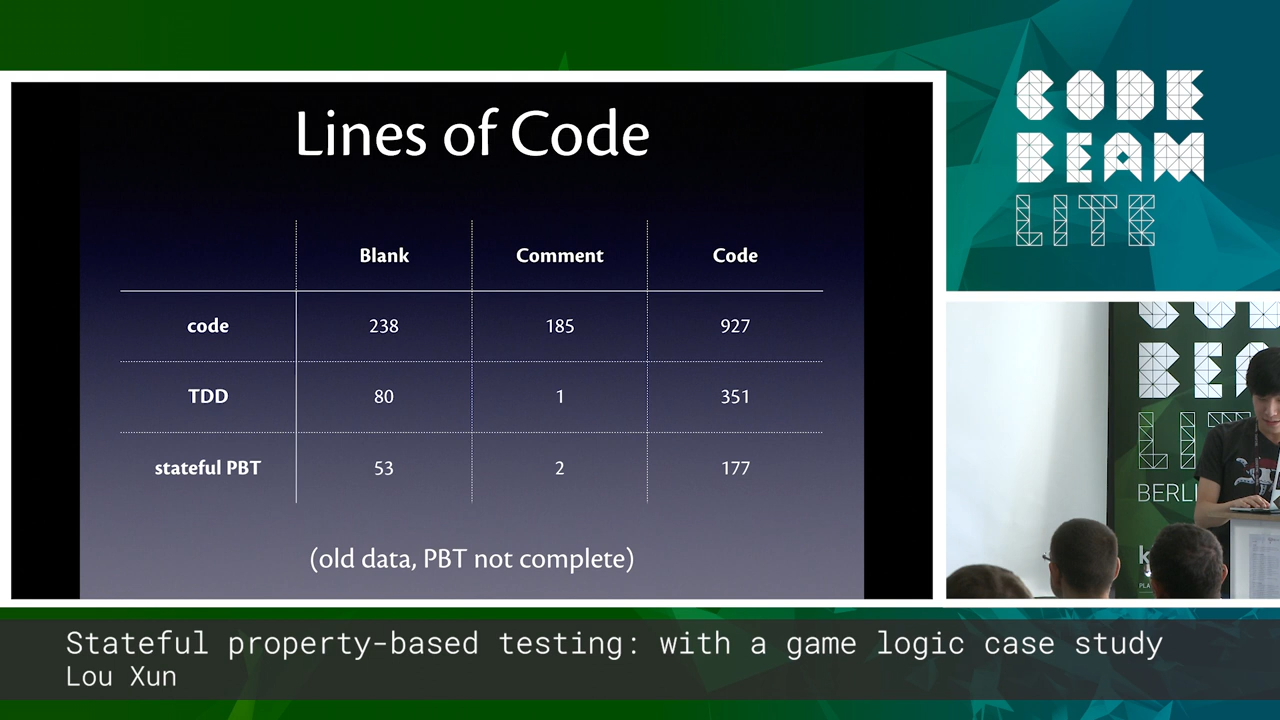 Lines of Code
Blank Comment Code
code 238 185 927
TDD 80 1 351
stateful PBT 53 2 177
(old data, PBT not complete)
CODE
BEAM
LITE
BERLI
Stateful property-based testing: with a game logic case study
Lou Xun